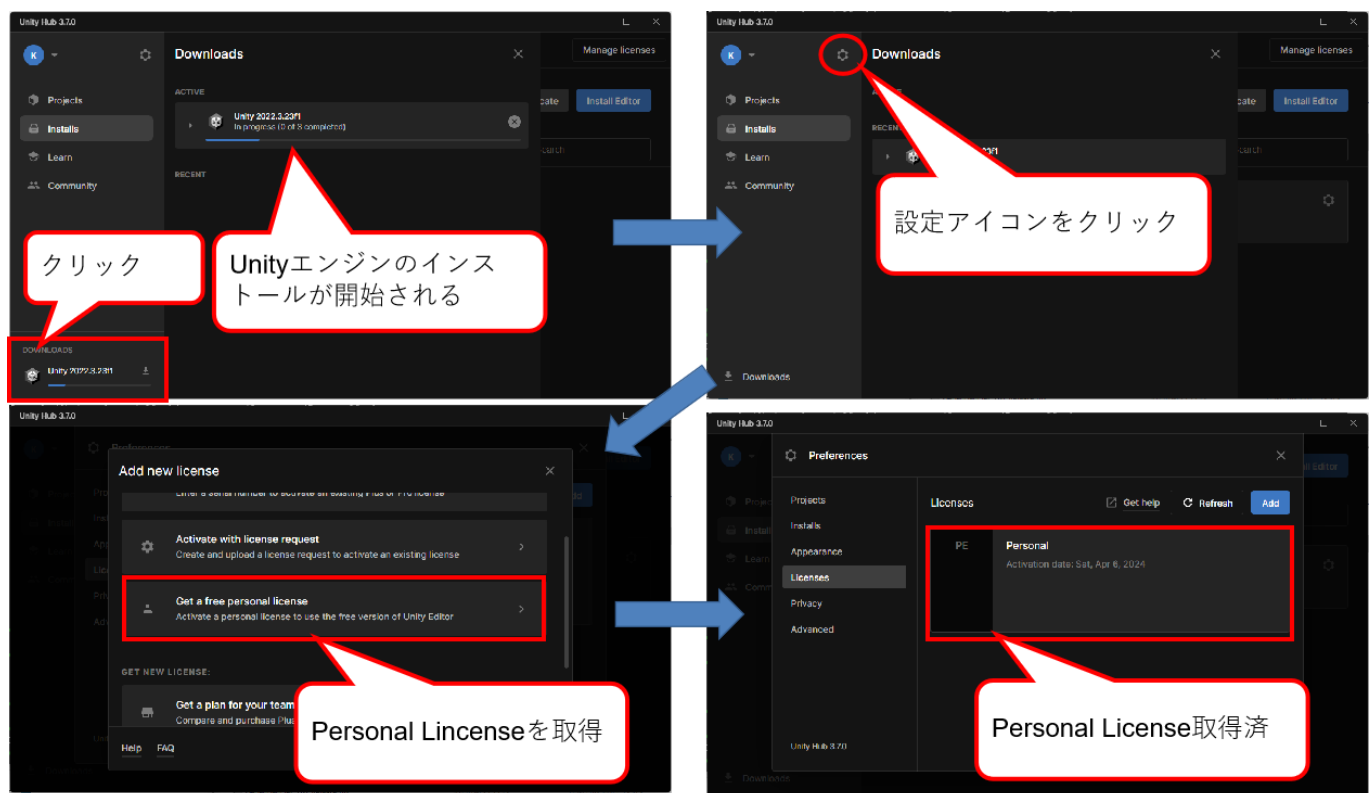 Unity Hub 3.7.0
K
Downloads
Manage licenses
Projects
Installs
Learn
Community
ACTIVE
Unity 2022.3.23f1
In progress (0 of 3 completed)
RECENT
cate
Install Editor
earch
クリック
Unityエンジンのインス
トールが開始される
DOWNLOADS
Unity 2022.3.23f1
Unity Hub 3.7.0
K
Downloads
Manage licenses
Projects
Installs
Learn
Community
RECENT
cate
Install Editor
earch
設定アイコンをクリック
Downloads
Unity Hub 3.7.0
Preferences
Add new license
Enter a serial number to activate an existing Plus or Pro license
Activate with license request
Create and upload a license request to activate an existing license
Get a free personal license
Activate a personal license to use the free version of Unity Editor
GET NEW LICENSE:
Get a plan for your team
Compare and purchase Plus
Help
FAQ
Personal Lincenseを取得
Unity Hub 3.7.0
Preferences
Projects
Installs
Appearance
Licenses
Privacy
Advanced
Licenses
Get help
Refresh
Add
PE
Personal
Activation date: Sat, Apr 6, 2024
Personal License取得済
Unity Hub 3.7.0
Downloads